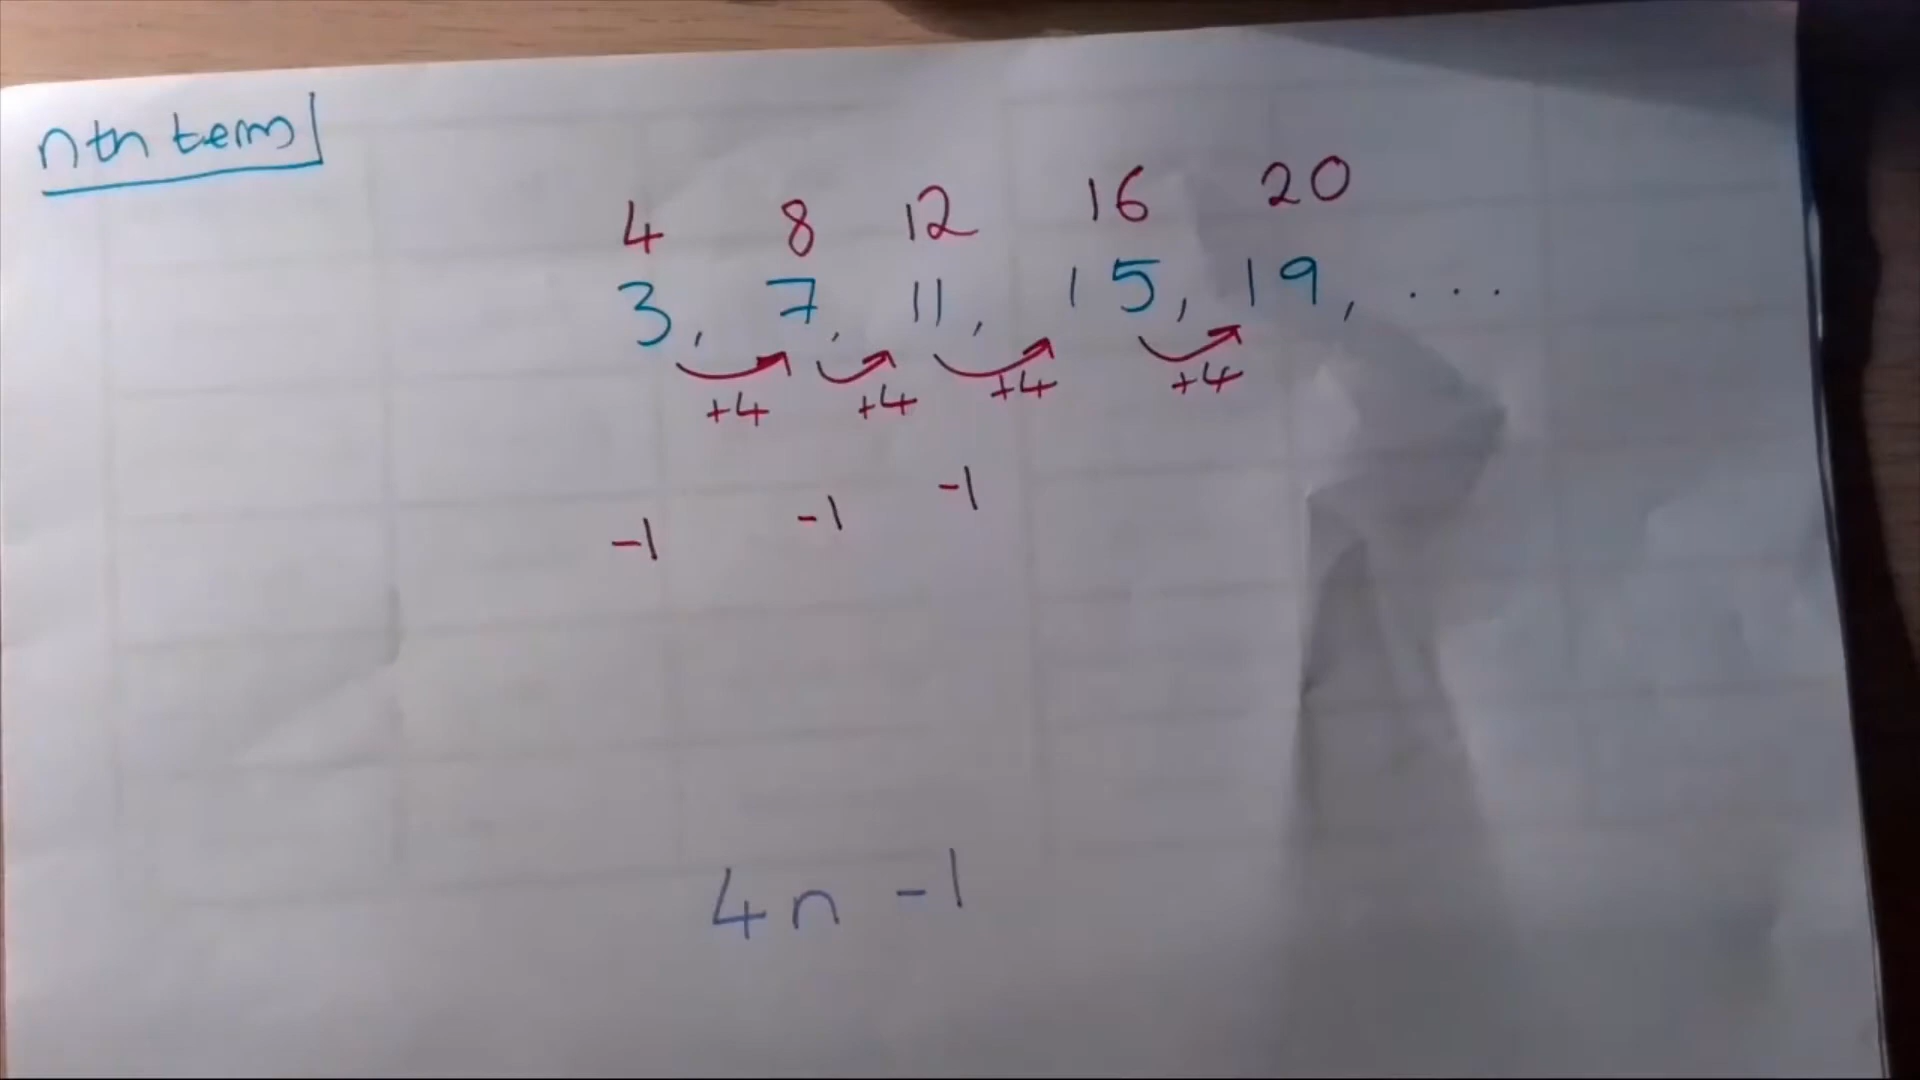 nth term
4 8 12 16 20
3, 7, 11, 15, 19, ...
+4 +4 +4 +4
-1 -1 -1
4n -1